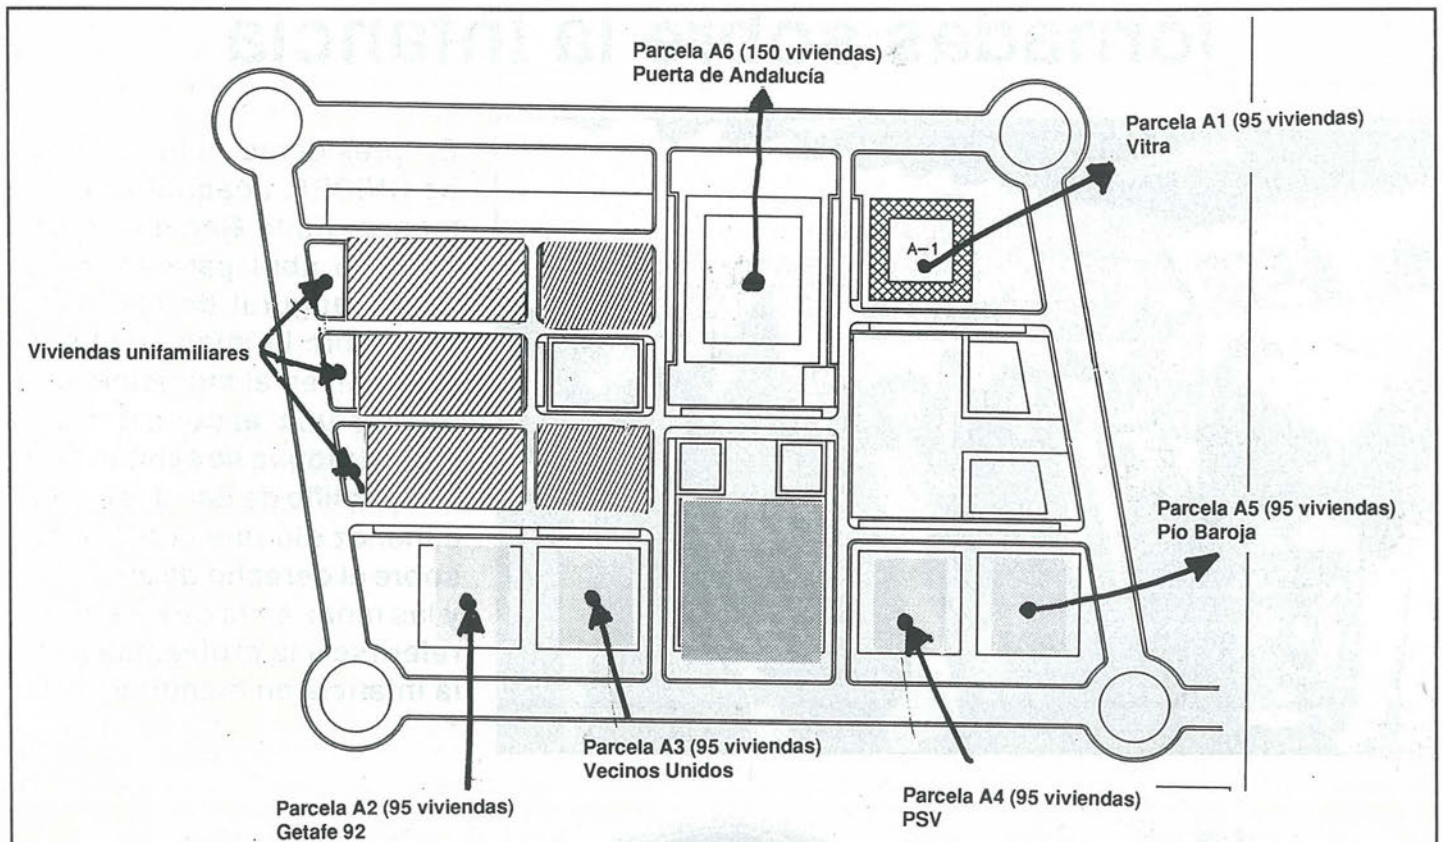 Parcela A6 (150 viviendas)
Puerta de Andalucía
Parcela A1 (95 viviendas)
Vitra
A-1
Viviendas unifamiliares
Parcela A5 (95 viviendas)
Pío Baroja
Parcela A3 (95 viviendas)
Vecinos Unidos
Parcela A4 (95 viviendas)
PSV
Parcela A2 (95 viviendas)
Getafe 92